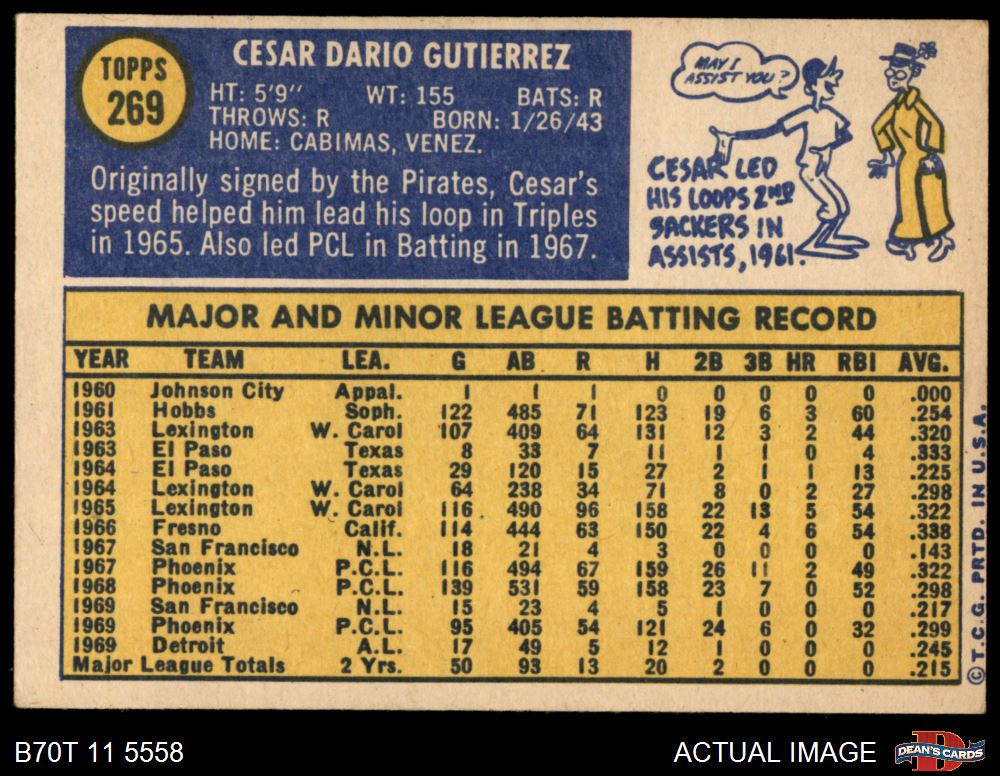 TOPPS
269
CESAR DARIO GUTIERREZ
HT: 5'9" WT: 155 BATS: R
THROWS: R BORN: 1/26/43
HOME: CABIMAS, VENEZ.
Originally signed by the Pirates, Cesar's
speed helped him lead his loop in Triples
in 1965. Also led PCL in Batting in 1967.
MAY I
ASSIST YOU?
CESAR LED
HIS LOOPS 2ND
SACKERS IN
ASSISTS, 1961.
MAJOR AND MINOR LEAGUE BATTING RECORD
YEAR TEAM LEA. G AB R H 2B 3B HR RBI AVG.
1960 Johnson City Appal. 1 1 1 0 0 0 0 0 .000
1961 Hobbs Soph. 122 485 71 123 19 6 3 60 .254
1963 Lexington W. Carol 107 409 64 131 12 3 2 44 .320
1963 El Paso Texas 8 33 7 11 1 1 0 4 .333
1964 El Paso Texas 29 120 15 27 2 1 1 13 .225
1964 Lexington W. Carol 64 238 34 71 8 0 2 27 .298
1965 Lexington W. Carol 116 490 96 158 22 13 5 54 .322
1966 Fresno Calif. 114 444 63 150 22 4 6 54 .338
1967 San Francisco N.L. 18 21 4 3 0 0 0 0 .143
1967 Phoenix P.C.L. 116 494 67 159 26 11 2 49 .322
1968 Phoenix P.C.L. 139 531 59 158 23 7 0 52 .298
1969 San Francisco N.L. 15 23 4 5 1 0 0 0 .217
1969 Phoenix P.C.L. 95 405 54 121 24 6 0 32 .299
1969 Detroit A.L. 17 49 5 12 1 0 0 0 .245
Major League Totals 2 Yrs. 50 93 13 20 2 0 0 0 .215
©T.C.G. PRTD. IN U.S.A.
B70T 11 5558
ACTUAL IMAGE
DEAN'S CARDS